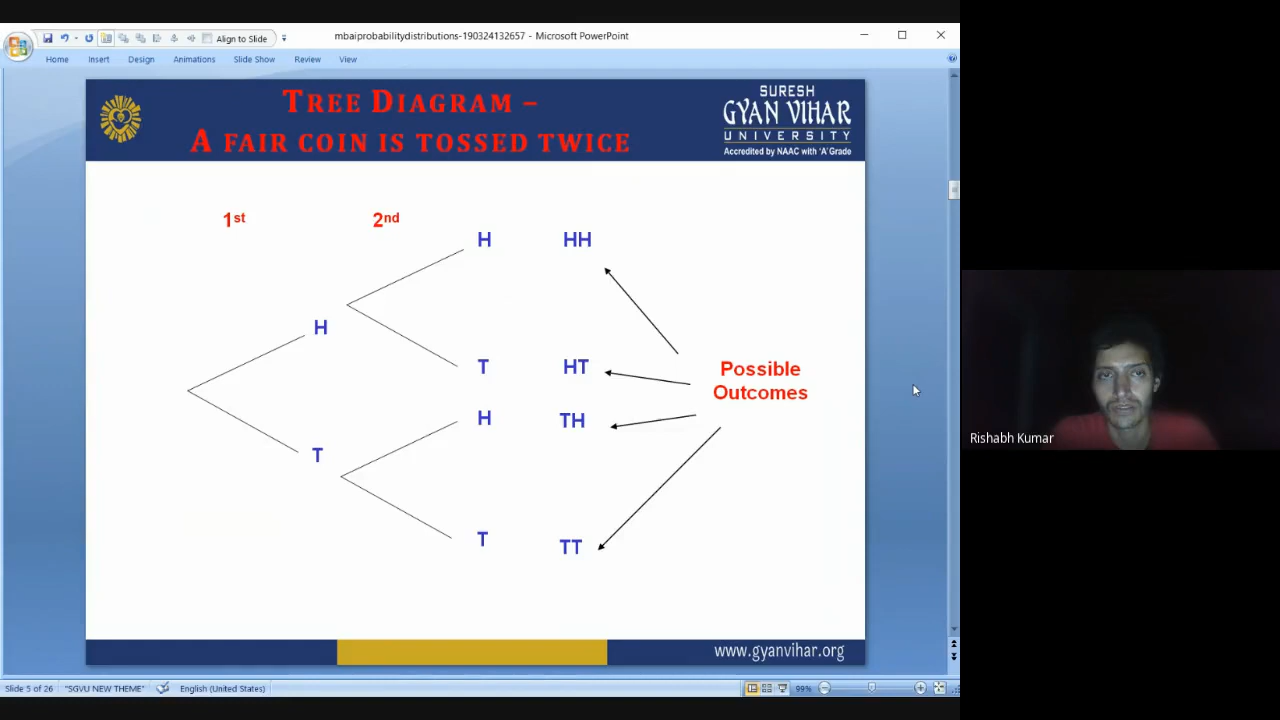 Align to Slide
mbaiprobabilitydistributions-190324132657 - Microsoft PowerPoint
Home Insert Design Animations Slide Show Review View
TREE DIAGRAM –
A FAIR COIN IS TOSSED TWICE
SURESH
GYAN VIHAR
UNIVERSITY
Accredited by NAAC with 'A' Grade
1st 2nd
H HH
H
T HT
Possible
Outcomes
H TH
T
T TT
Rishabh Kumar
www.gyanvihar.org
Slide 5 of 26 "SGVU NEW THEME" English (United States) 99%